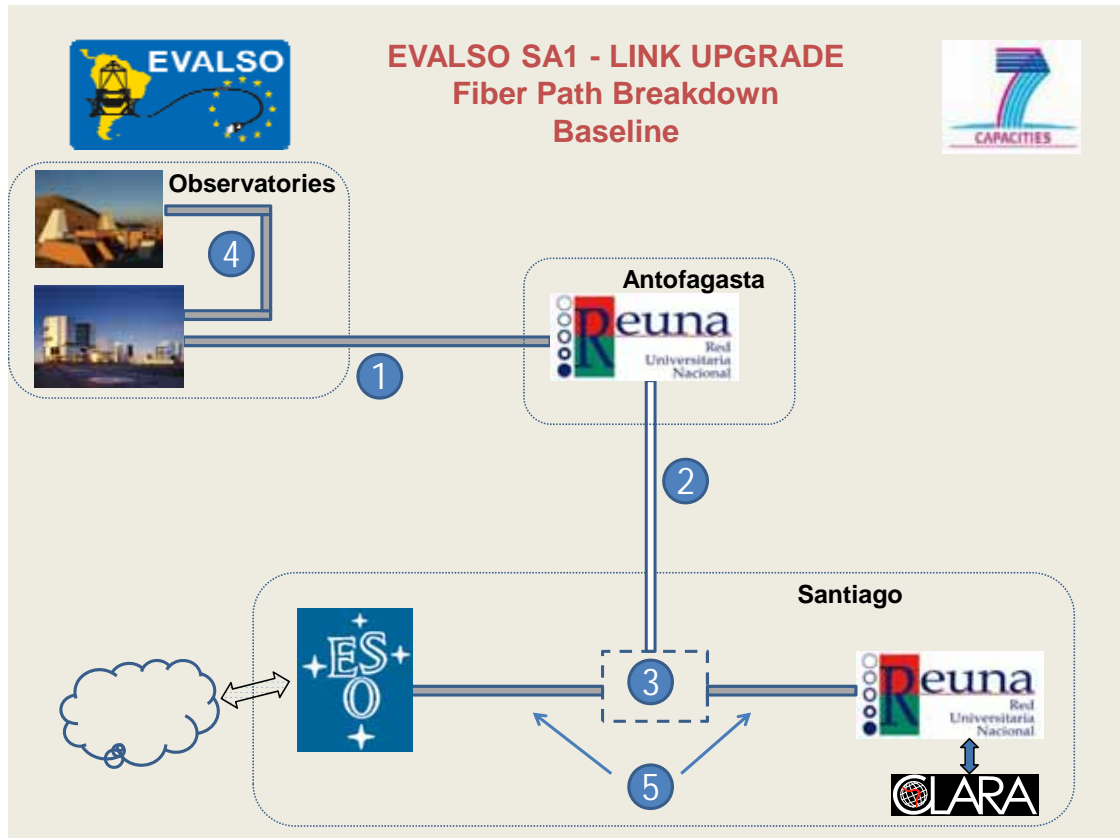 EVALSO
EVALSO SA1 - LINK UPGRADE
Fiber Path Breakdown
Baseline
7
CAPACITIES
Observatories
4
1
Antofagasta
Reuna
Red
Universitaria
Nacional
2
Santiago
ES
O
3
Reuna
Red
Universitaria
Nacional
5
CLARA